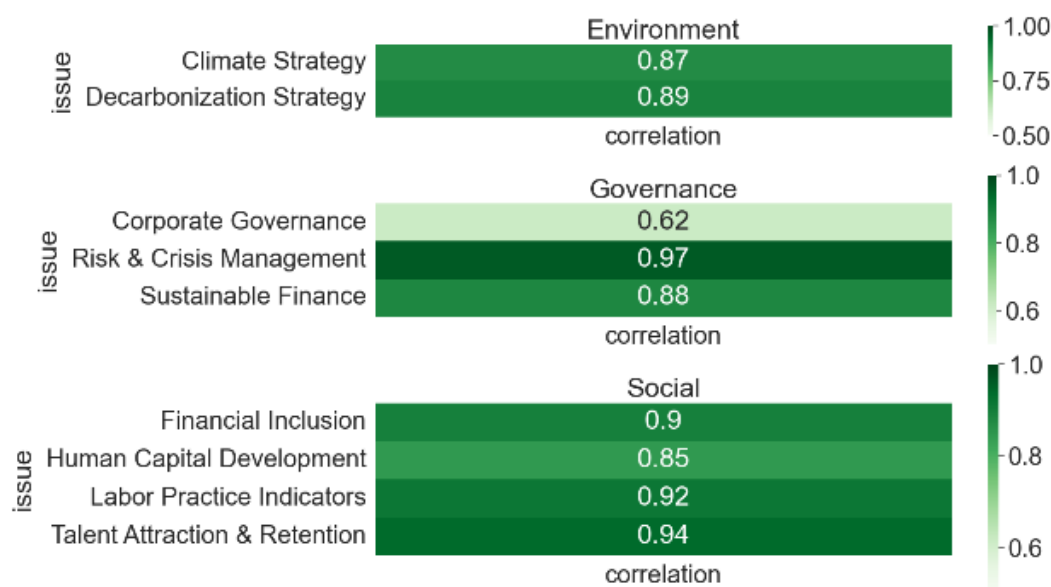 Environment
1.00
Climate Strategy 0.87
0.75
Decarbonization Strategy 0.89
issue
0.50
correlation
Governance
1.0
Corporate Governance 0.62
0.8
Risk & Crisis Management 0.97
issue
Sustainable Finance 0.88
0.6
correlation
Social
1.0
Financial Inclusion 0.9
Human Capital Development 0.85
0.8
issue
Labor Practice Indicators 0.92
Talent Attraction & Retention 0.94
0.6
correlation